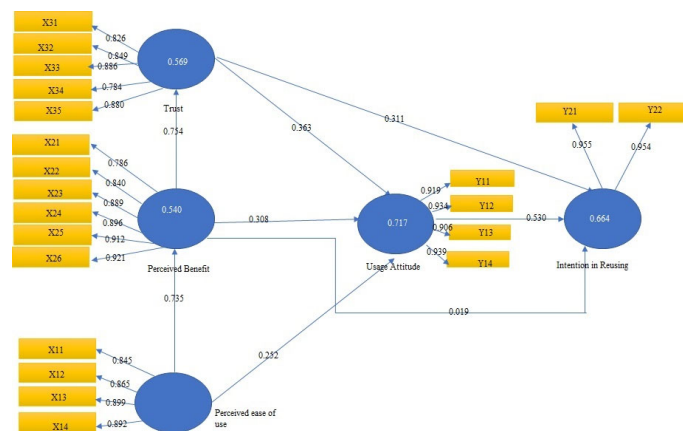 X31
0.826
X32
0.849
X33
0.886
X34
0.784
X35
0.880
0.569
Trust
0.754
0.363
0.311
Y21
Y22
0.955
0.954
X21
0.786
X22
0.840
X23
0.889
X24
0.896
X25
0.912
X26
0.921
0.540
Perceived Benefit
0.308
0.717
Usage Attitude
0.919
Y11
0.934
Y12
0.906
Y13
0.939
Y14
0.530
0.664
Intention in Reusing
0.735
0.019
0.252
X11
0.845
X12
0.865
X13
0.899
X14
0.892
Perceived ease of
use